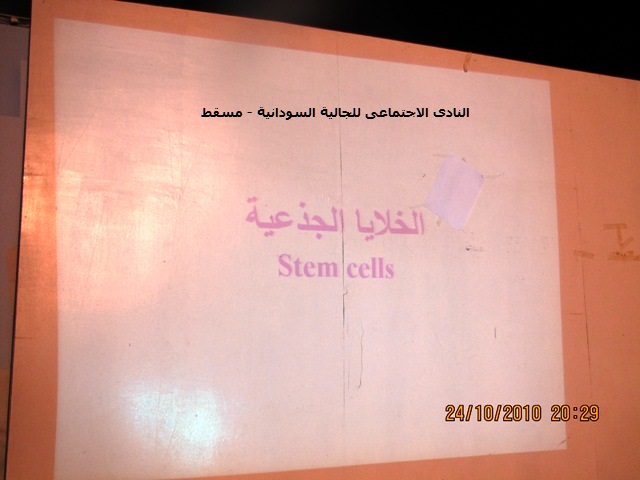 النادى الاجتماعى للجالية السودانية - مسقط
الخلايا الجذعية
Stem cells
24/10/2010 20:29